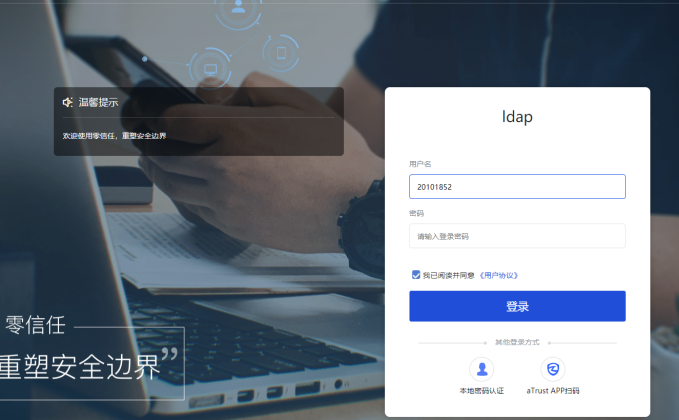 温馨提示
欢迎使用零信任，重塑安全边界
零信任
重塑安全边界”
ldap
用户名
20101852
密码
请输入登录密码
我已阅读并同意 《用户协议》
登录
其他登录方式
本地密码认证
aTrust APP扫码